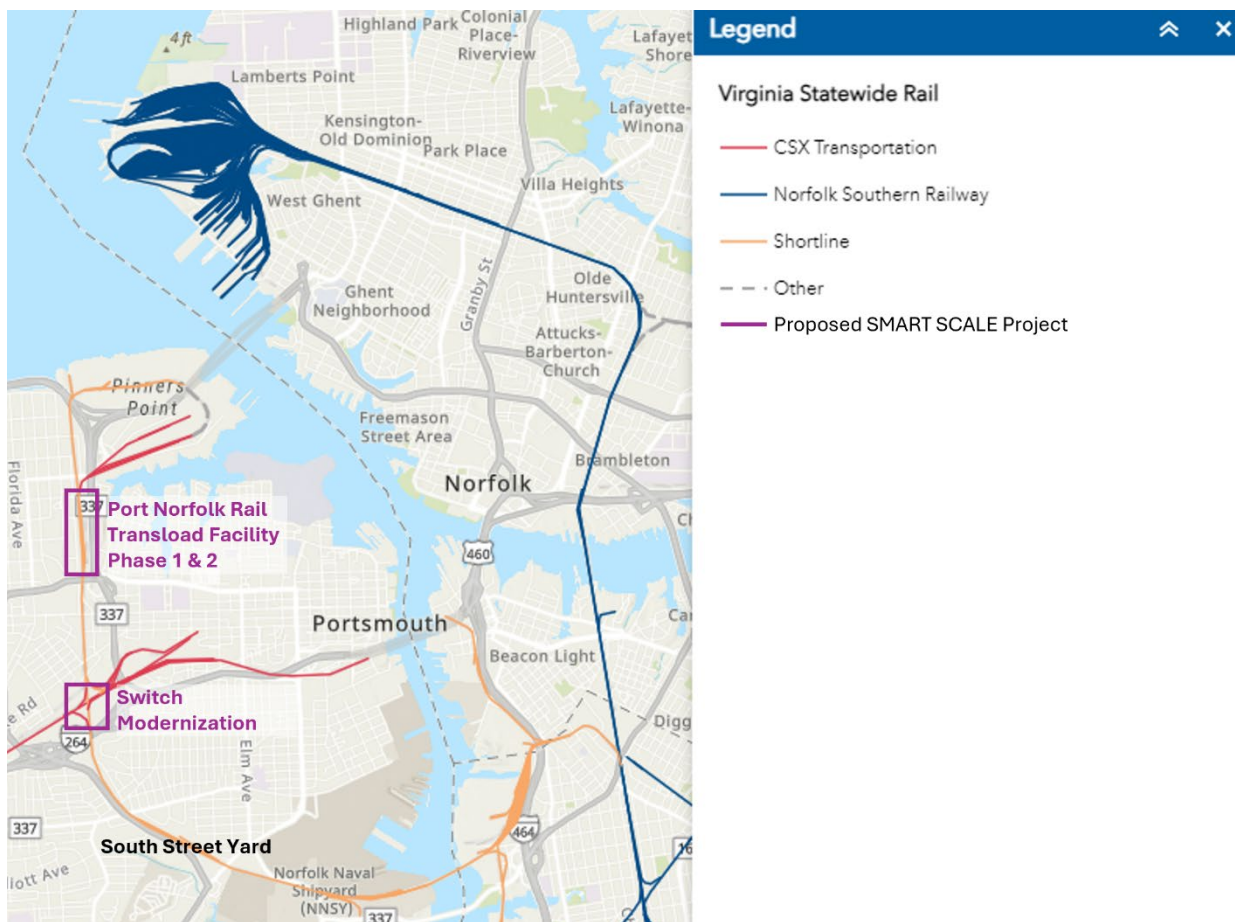 Highland Park
Colonial
Place-
Riverview
Lafayet
Shore
4 ft
Lamberts Point
Lafayette-
Winona
Kensington-
Old Dominion
Park Place
Villa Heights
West Ghent
Granby St
Olde
Huntersville
Ghent
Neighborhood
Attucks-
Barberton-
Church
Pinners
Point
Freemason
Street Area
Brambleton
Florida Ave
Norfolk
337
Port Norfolk Rail
Transload Facility
Phase 1 & 2
460
337
Portsmouth
Beacon Light
Switch
Modernization
264
Elm Ave
Digg
337
South Street Yard
464
Norfolk Naval
Shipyard
(NNSY)
337
Legend
Virginia Statewide Rail
CSX Transportation
Norfolk Southern Railway
Shortline
Other
Proposed SMART SCALE Project